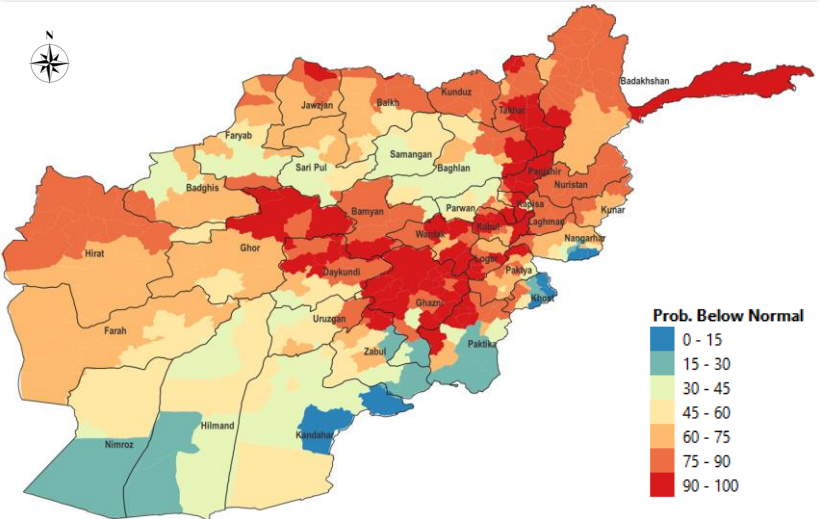 N
Badakhshan
Kunduz
Jawzjan
Balkh
Takhar
Faryab
Samangan
Sari Pul
Baghlan
Panjshir
Badghis
Nuristan
Bamyan
Parwan
Kapisa
Kunar
Laghman
Kabul
Wardak
Nangarhar
Ghor
Hirat
Logar
Daykundi
Paktya
Khost
Ghazni
Uruzgan
Farah
Prob. Below Normal
0 - 15
Paktika
Zabul
15 - 30
30 - 45
45 - 60
Hilmand
Kandahar
60 - 75
Nimroz
75 - 90
90 - 100